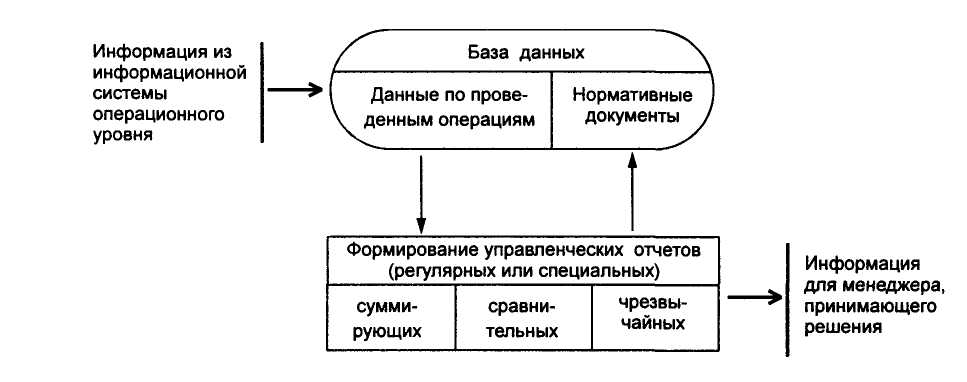 Информация из
информационной
системы
операционного
уровня
База данных
Данные по прове-
денным операциям
Нормативные
документы
Формирование управленческих отчетов
(регулярных или специальных)
сумми-
рующих
сравни-
тельных
чрезвы-
чайных
Информация
для менеджера,
принимающего
решения